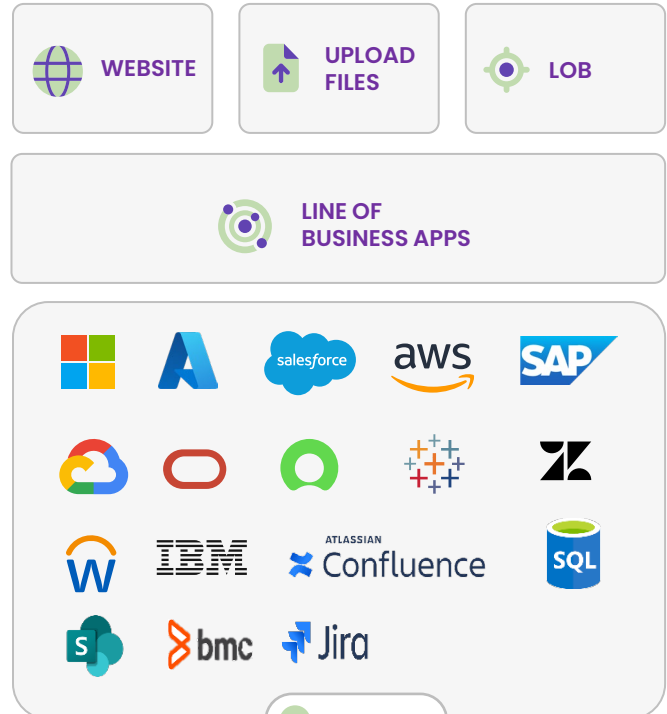 WEBSITE
UPLOAD
FILES
LOB
LINE OF
BUSINESS APPS
salesforce
aws
SAP
W
IBM
ATLASSIAN
Confluence
SQL
S
bmc
Jira